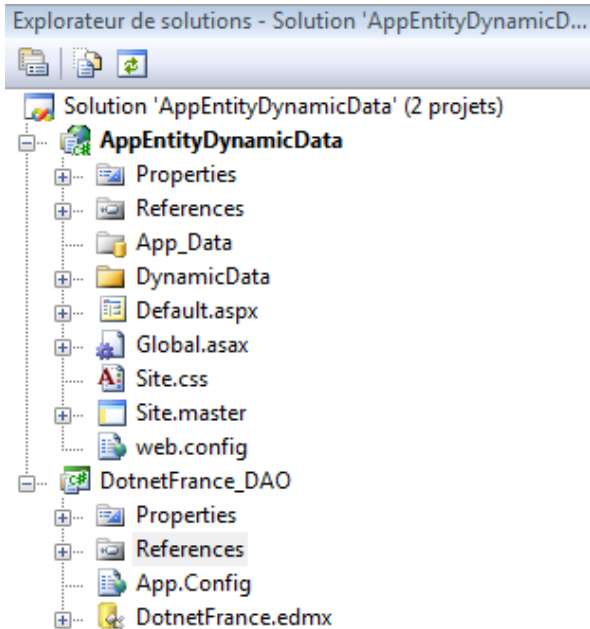 Explorateur de solutions - Solution 'AppEntityDynamicD...
Solution 'AppEntityDynamicData' (2 projets)
AppEntityDynamicData
Properties
References
App_Data
DynamicData
Default.aspx
Global.asax
Site.css
Site.master
web.config
DotnetFrance_DAO
Properties
References
App.Config
DotnetFrance.edmx